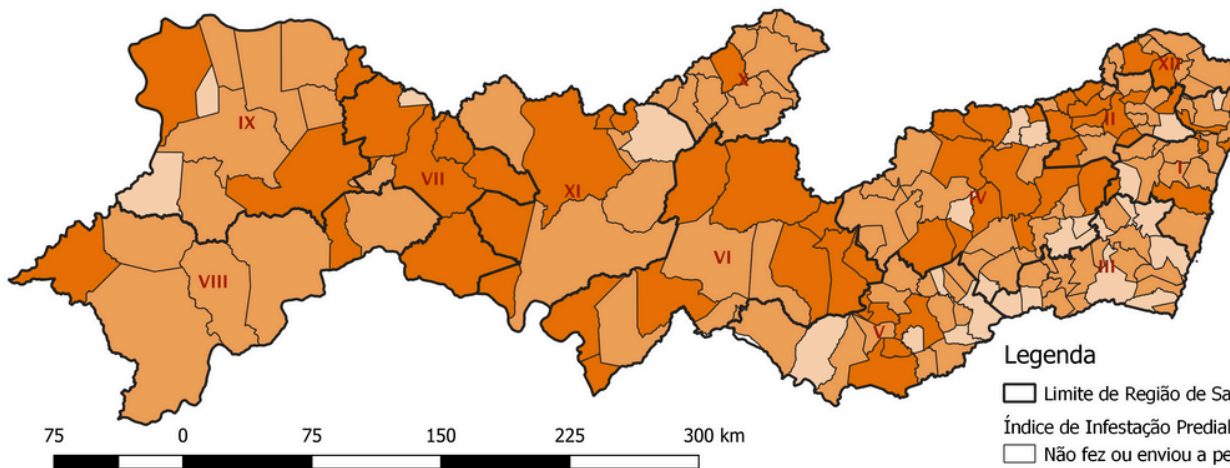 XII
X
II
IX
I
VII
XI
IV
VI
VIII
III
V
Legenda
Limite de Região de Sa
75 0 75 150 225 300 km
Índice de Infestação Predial
Não fez ou enviou a pe